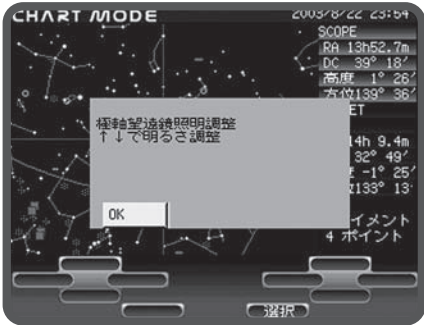 CHART MODE
2003/8/22 23:54
SCOPE
RA 13h52.7m
DC 39° 18′
高度 1° 26′
方位139° 36′
ET
14h 9.4m
32° 49′
-1° 25′
133° 13′
極軸望遠鏡照明調整
↑↓で明るさ調整
OK
イメント
4 ポイント
選択